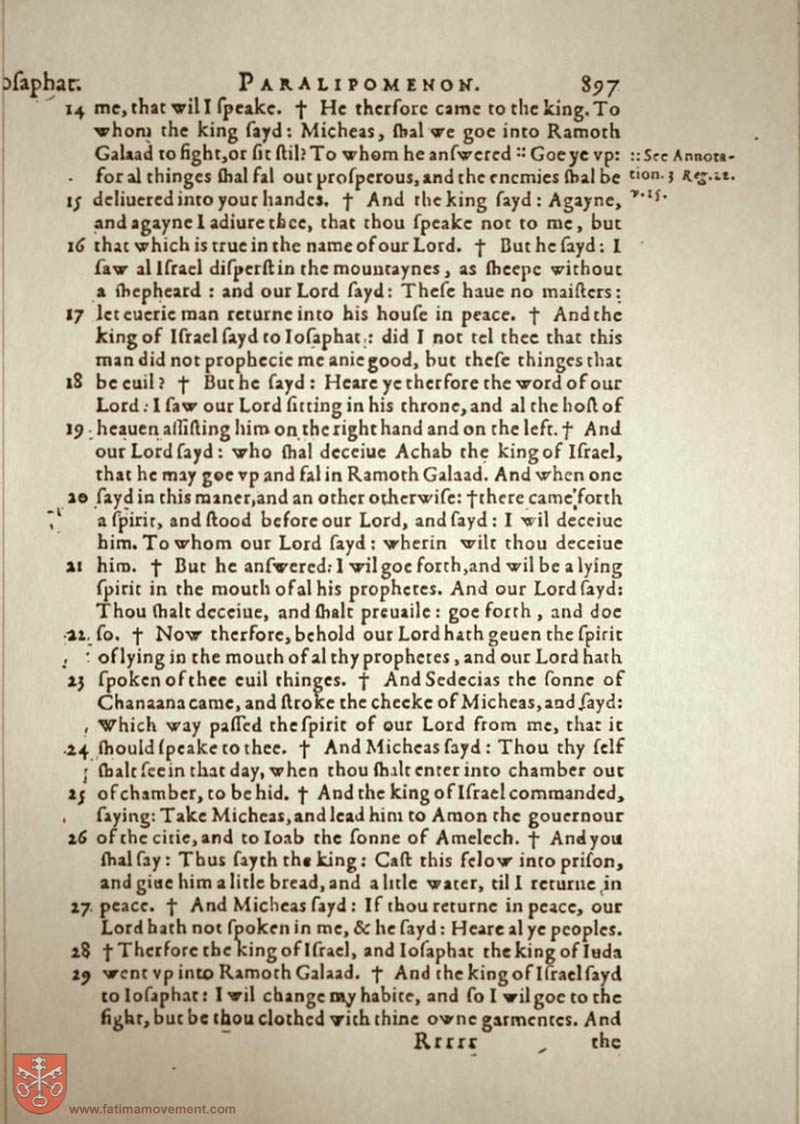 oſaphat. PARALIPOMENON. 897
14 me, that wil I ſpeake. † He therfore came to the king. To
whom the king ſayd: Micheas, ſhal we goe into Ramoth
Galaad to fight, or ſit ſtil? To whom he anſwered :: Goe ye vp: :: See Annota-
for al thinges ſhal fal out proſperous, and the enemies ſhal be tion. 3 Reg. 22.
15 deliuered into your handes. † And the king ſayd: Agayne, v. 15.
and agayne I adiure thee, that thou ſpeake not to me, but
16 that which is true in the name of our Lord. † But he ſayd: I
ſaw al Iſrael diſperſt in the mountaynes, as ſheepe without
a ſhepheard : and our Lord ſayd: Theſe haue no maiſters:
17 let euerie man returne into his houſe in peace. † And the
king of Iſrael ſayd to Ioſaphat: did I not tel thee that this
man did not prophecie me anie good, but theſe thinges that
18 be euil? † But he ſayd: Heare ye therfore the word of our
Lord: I ſaw our Lord ſitting in his throne, and al the hoſt of
19 heauen aſſiſting him on the right hand and on the left. † And
our Lord ſayd: who ſhal deceiue Achab the king of Iſrael,
that he may goe vp and fal in Ramoth Galaad. And when one
20 ſayd in this maner, and an other otherwiſe: † there came forth
a ſpirit, and ſtood before our Lord, and ſayd: I wil deceiue
him. To whom our Lord ſayd: wherin wilt thou deceiue
21 him. † But he anſwered: I wil goe forth, and wil be a lying
ſpirit in the mouth of al his prophetes. And our Lord ſayd:
Thou ſhalt deceiue, and ſhalt preuaile: goe forth, and doe
22 ſo. † Now therfore, behold our Lord hath geuen the ſpirit
of lying in the mouth of al thy prophetes, and our Lord hath
23 ſpoken of thee euil thinges. † And Sedecias the ſonne of
Chanaana came, and ſtroke the cheeke of Micheas, and ſayd:
Which way paſſed the ſpirit of our Lord from me, that it
24 ſhould ſpeake to thee. † And Micheas ſayd: Thou thy ſelf
ſhalt ſee in that day, when thou ſhalt enter into chamber out
25 of chamber, to be hid. † And the king of Iſrael commanded,
ſaying: Take Micheas, and lead him to Amon the gouernour
26 of the citie, and to Ioab the ſonne of Amelech. † And you
ſhal ſay: Thus ſayth the king: Caſt this felow into priſon,
and giue him a litle bread, and a litle water, til I returne in
27 peace. † And Micheas ſayd: If thou returne in peace, our
Lord hath not ſpoken in me, & he ſayd: Heare al ye peoples.
28 † Therfore the king of Iſrael, and Ioſaphat the king of Iuda
29 went vp into Ramoth Galaad. † And the king of Iſrael ſayd
to Ioſaphat: I wil change my habite, and ſo I wil goe to the
fight, but be thou clothed with thine owne garmentes. And
Rrrrr the
www.fatimamovement.com